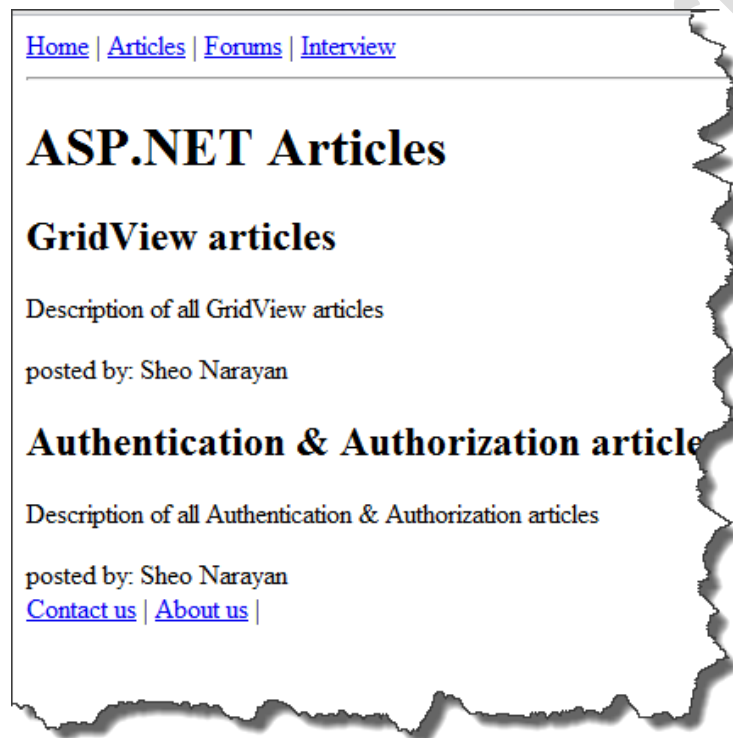 Home | Articles | Forums | Interview
ASP.NET Articles
GridView articles
Description of all GridView articles
posted by: Sheo Narayan
Authentication & Authorization article
Description of all Authentication & Authorization articles
posted by: Sheo Narayan
Contact us | About us |